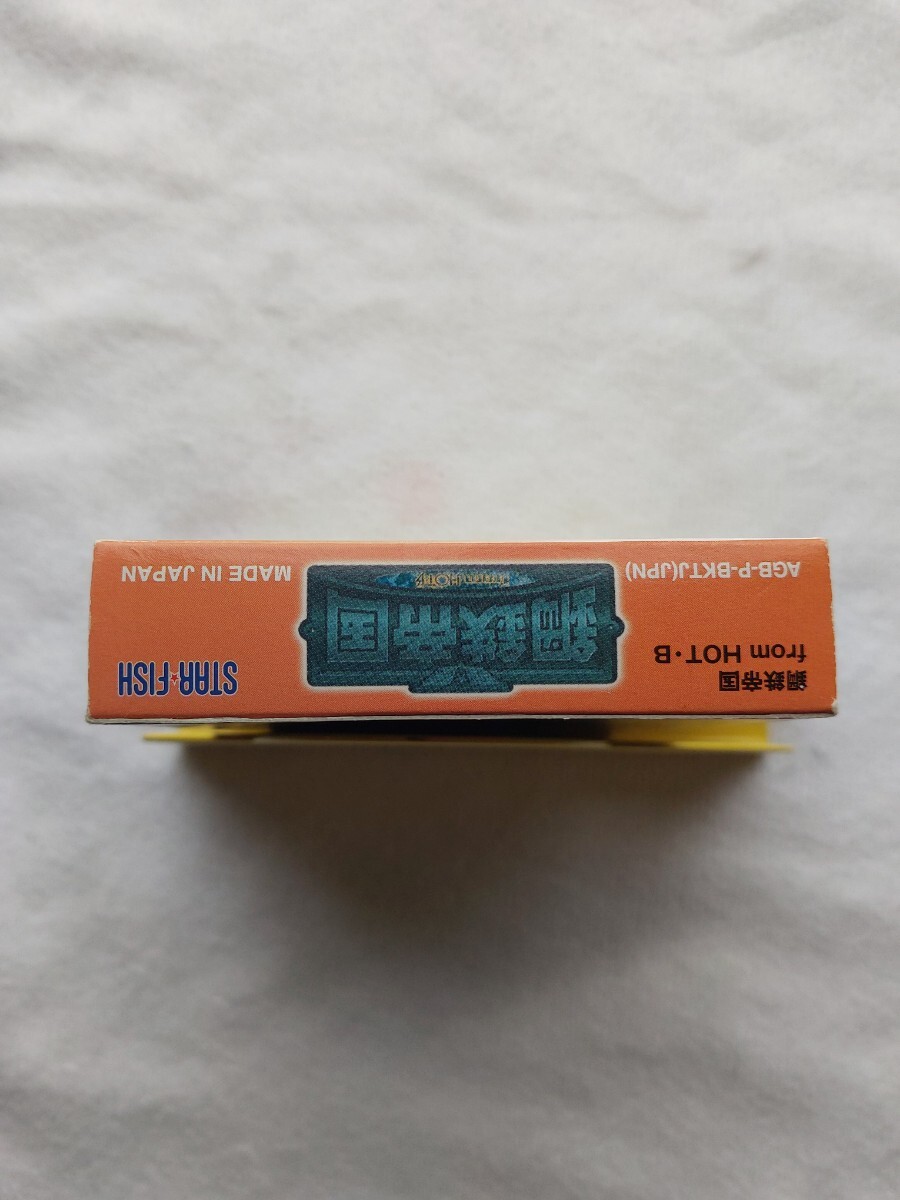 鋼鉄帝国
from HOT・B
AGB-P-BKTJ(JPN)
鋼鉄帝国
from HOT・B
STAR★FISH
MADE IN JAPAN